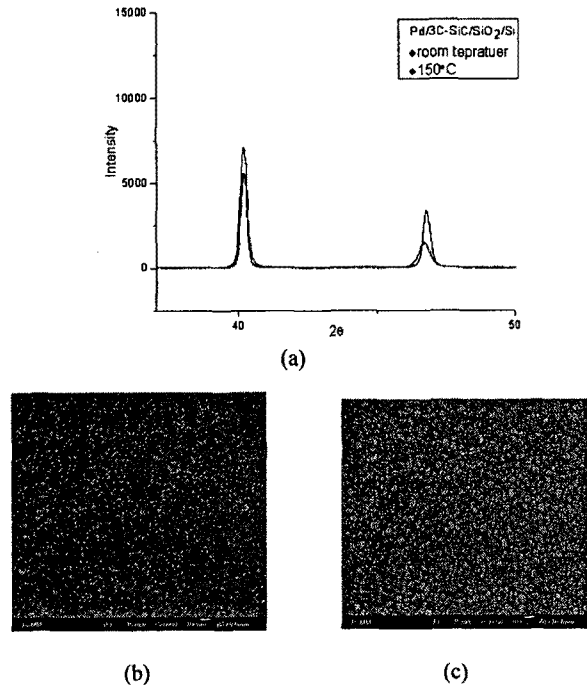 15000
10000
5000
0
Intensity
Pd/3C-SiC/SiO₂/Si
♦room tepratuer
♦150°C
40
50
2θ
(a)
(b)
(c)